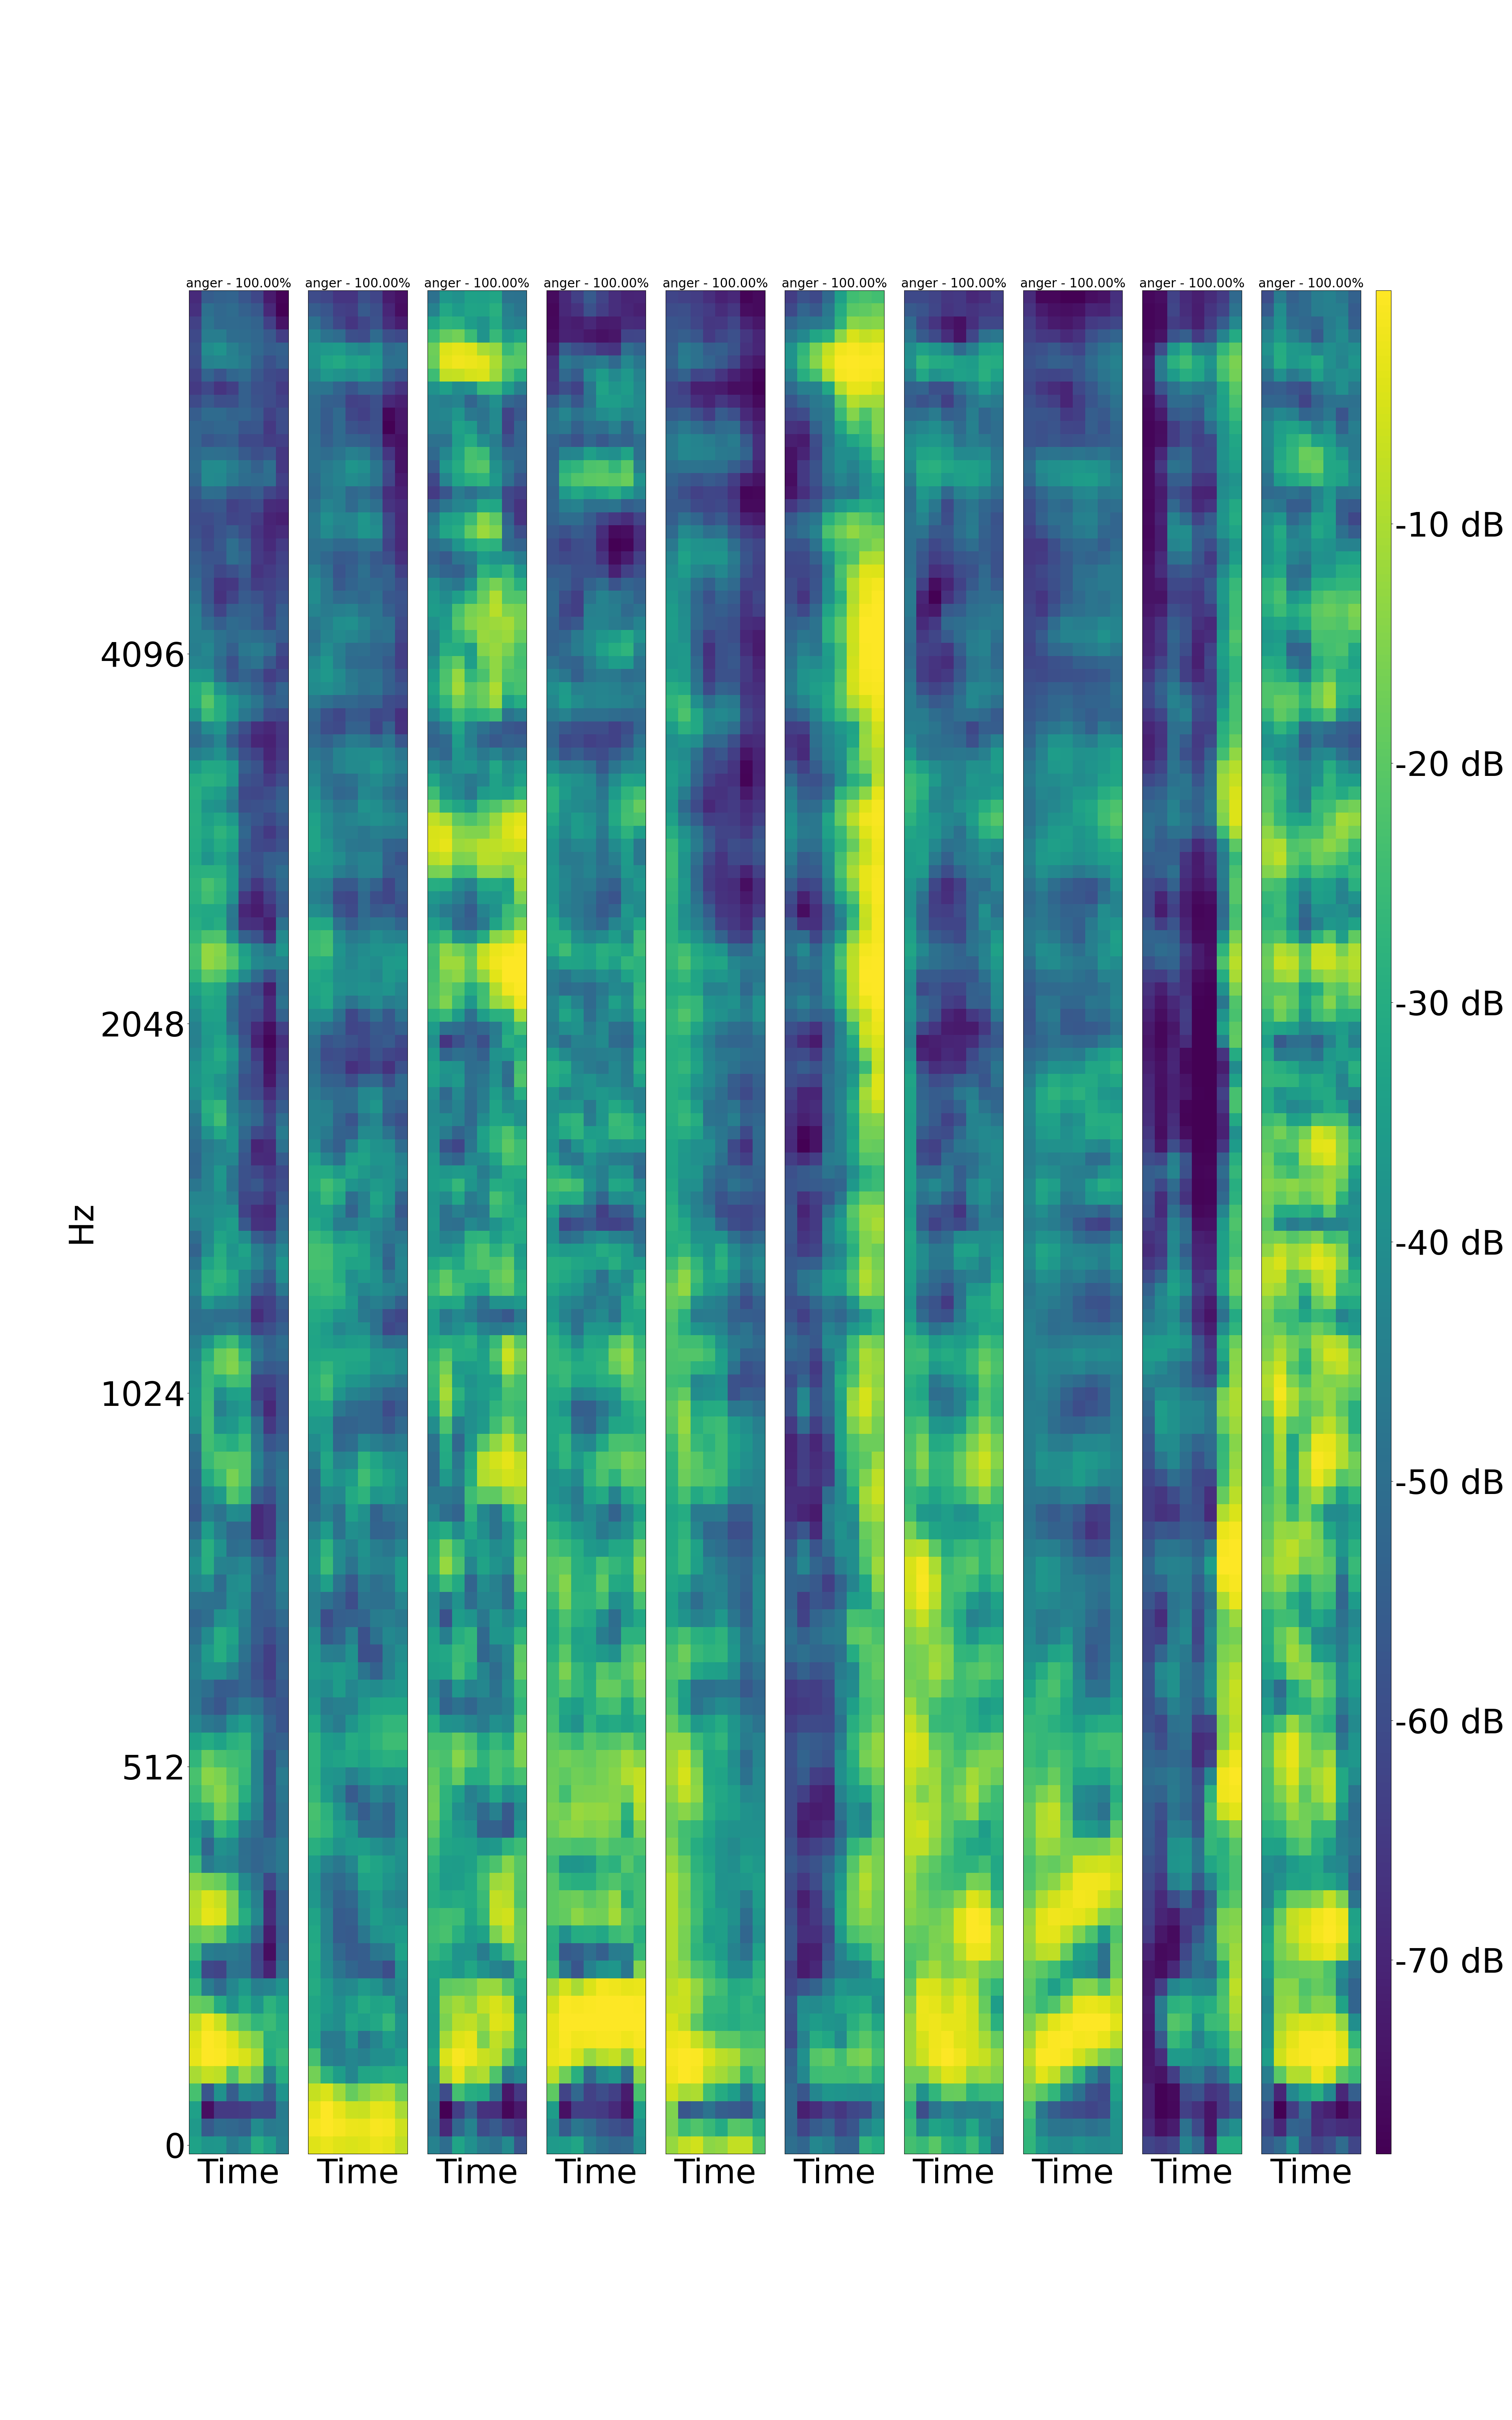 anger - 100.00% anger - 100.00% anger - 100.00% anger - 100.00% anger - 100.00% anger - 100.00% anger - 100.00% anger - 100.00% anger - 100.00% anger - 100.00%
-10 dB
4096
-20 dB
-30 dB
2048
Hz
-40 dB
1024
-50 dB
-60 dB
512
-70 dB
0
Time Time Time Time Time Time Time Time Time Time